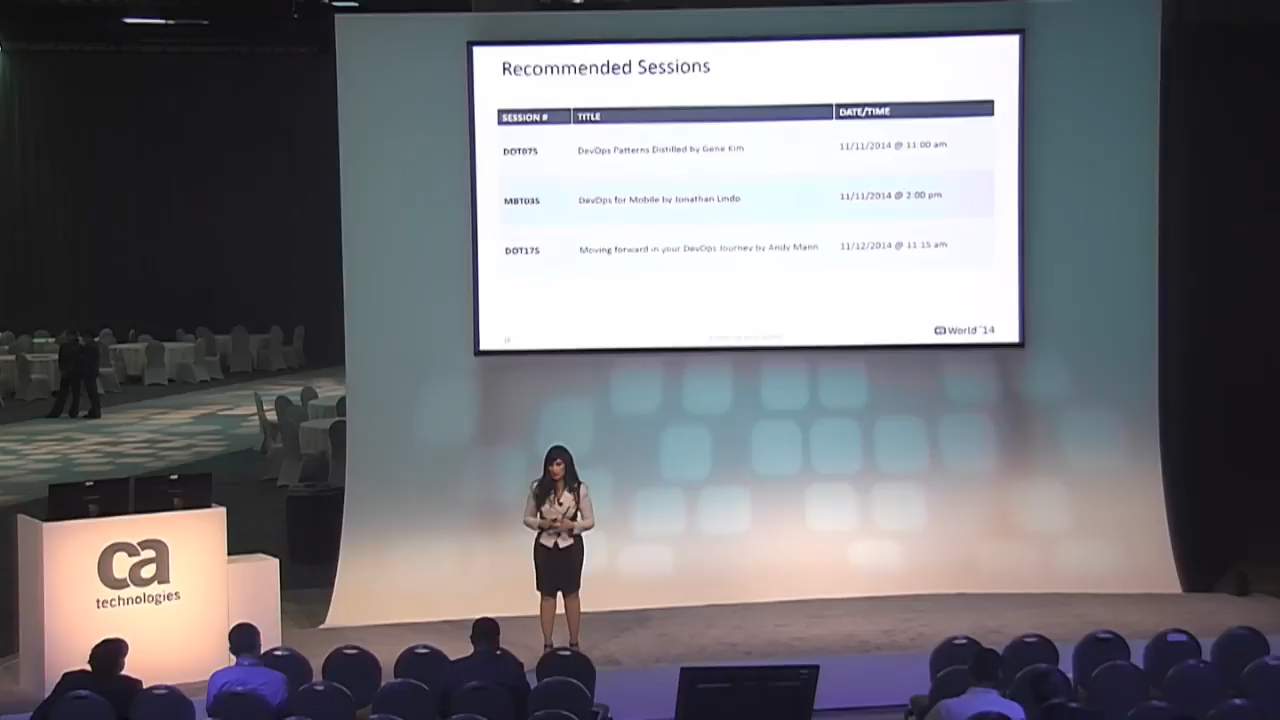 Recommended Sessions
SESSION # TITLE DATE/TIME
DOT07S DevOps Patterns Distilled by Gene Kim 11/11/2014 @ 11:00 am
MBT03S DevOps for Mobile by Jonathan Lindo 11/11/2014 @ 2:00 pm
DOT17S Moving forward in your DevOps Journey by Andy Mann 11/12/2014 @ 11:15 am
ca World '14
ca
technologies